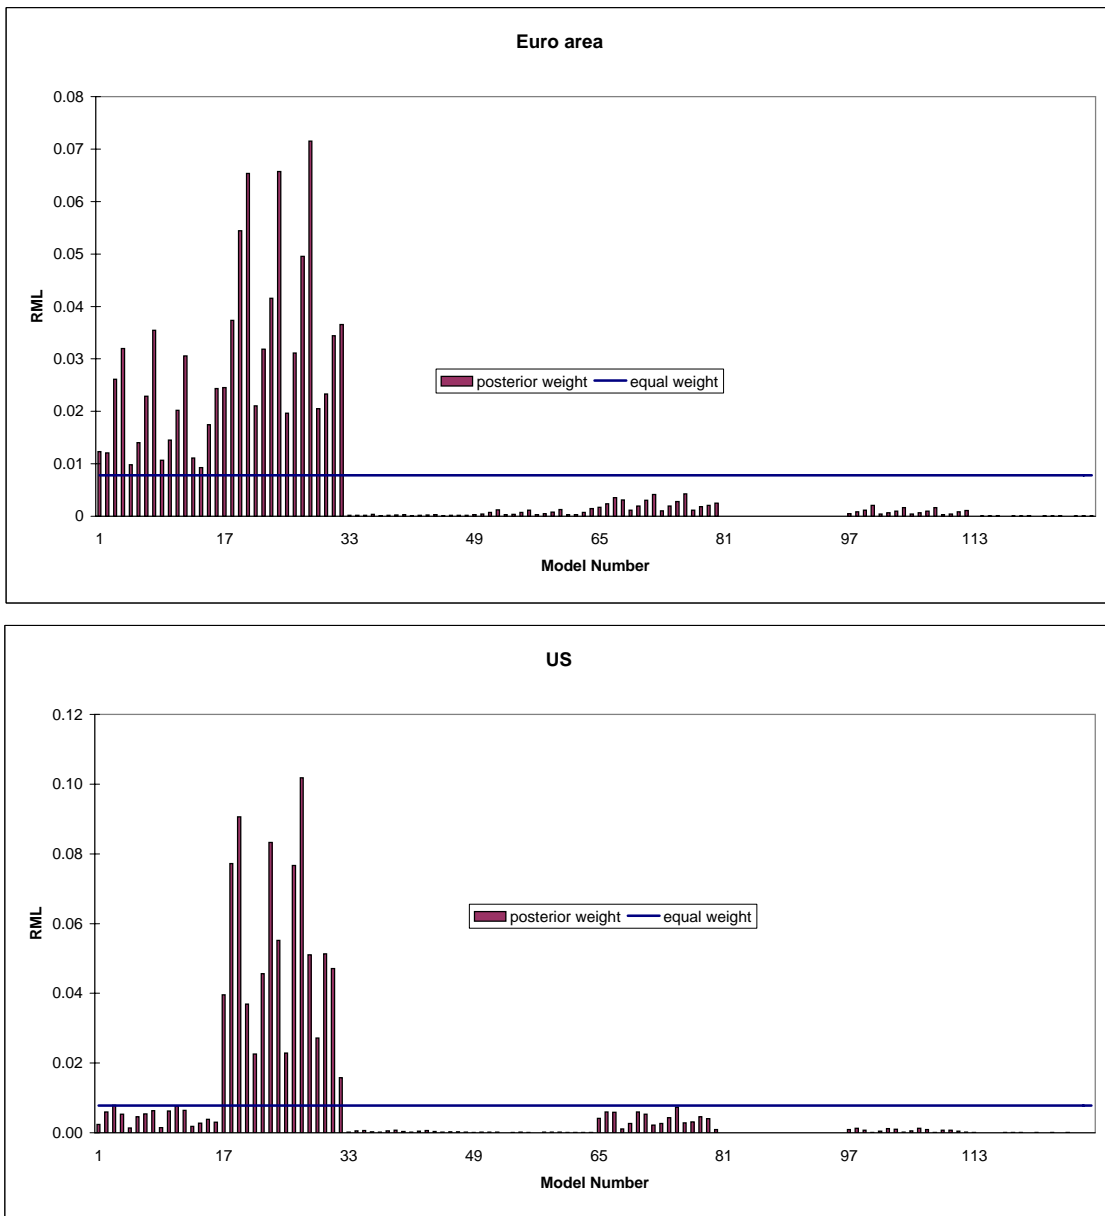 Euro area
0.08
0.07
0.06
0.05
0.04
0.03
0.02
0.01
0
RML
posterior weight equal weight
1 17 33 49 65 81 97 113
Model Number
US
0.12
0.10
0.08
0.06
0.04
0.02
0.00
RML
posterior weight equal weight
1 17 33 49 65 81 97 113
Model Number